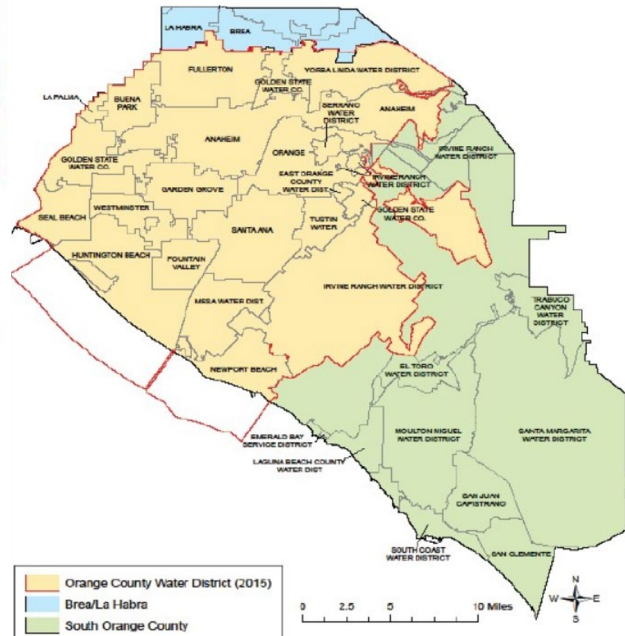 LA HABRA
BREA
FULLERTON
YORBA LINDA WATER DISTRICT
GOLDEN STATE
WATER CO.
LA PALMA
BUENA
PARK
SERRANO
WATER
DISTRICT
ANAHEIM
ANAHEIM
ORANGE
IRVINE RANCH
WATER DISTRICT
GOLDEN STATE
WATER CO.
EAST ORANGE
COUNTY
WATER DIST.
IRVINE RANCH
WATER DISTRICT
GARDEN GROVE
WESTMINSTER
SEAL BEACH
GOLDEN STATE
WATER CO.
TUSTIN
WATER
SANTA ANA
HUNTINGTON BEACH
FOUNTAIN
VALLEY
IRVINE RANCH WATER DISTRICT
MESA WATER DIST.
TRABUCO
CANYON
WATER
DISTRICT
NEWPORT BEACH
EL TORO
WATER DISTRICT
EMERALD BAY
SERVICE DISTRICT
MOULTON NIGUEL
WATER DISTRICT
SANTA MARGARITA
WATER DISTRICT
LAGUNA BEACH COUNTY
WATER DIST
SAN JUAN
CAPISTRANO
SOUTH COAST
WATER DISTRICT
SAN CLEMENTE
Orange County Water District (2015)
Brea/La Habra
South Orange County
0 2.5 5 10 Miles
N
W E
S